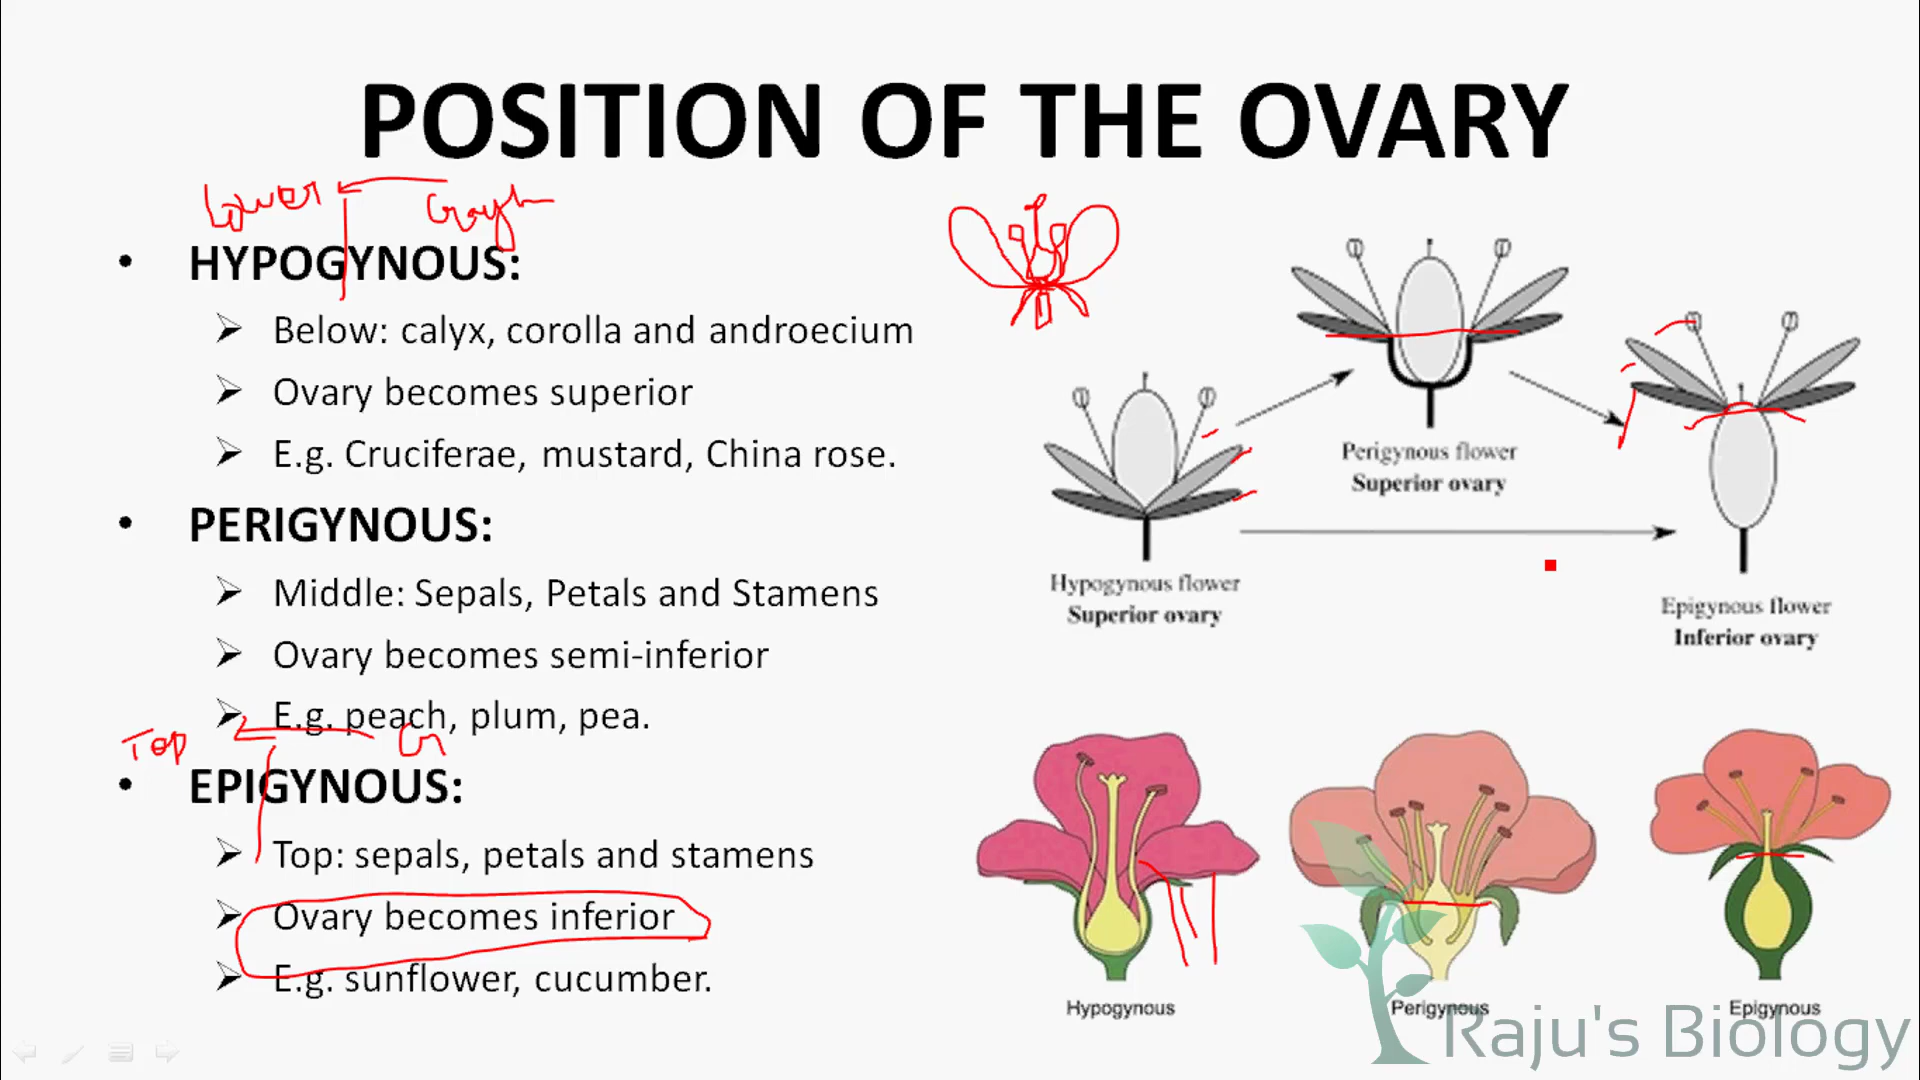 POSITION OF THE OVARY
Lower
HYPOGYNOUS:
Below: calyx, corolla and androecium
Ovary becomes superior
E.g. Cruciferae, mustard, China rose.
PERIGYNOUS:
Middle: Sepals, Petals and Stamens
Ovary becomes semi-inferior
E.g. peach, plum, pea.
Top
EPIGYNOUS:
Top: sepals, petals and stamens
Ovary becomes inferior
E.g. sunflower, cucumber.
Perigynous flower
Superior ovary
Hypogynous flower
Superior ovary
Epigynous flower
Inferior ovary
Hypogynous
Perigynous
Epigynous
Raju's Biology